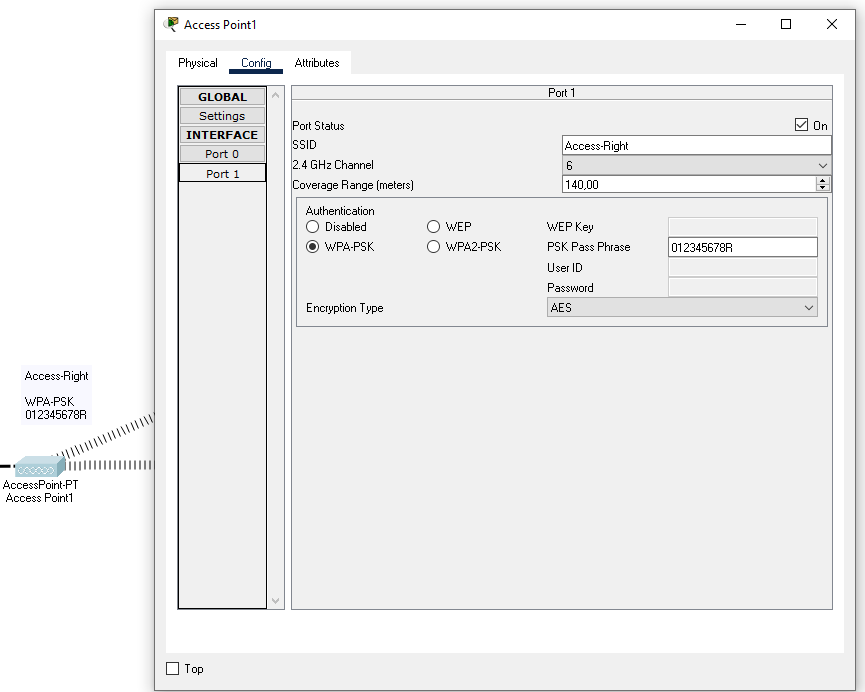 Access Point1
Physical Config Attributes
GLOBAL
Settings
INTERFACE
Port 0
Port 1
Port 1
Port Status On
SSID Access-Right
2.4 GHz Channel 6
Coverage Range (meters) 140,00
Authentication
Disabled WEP WEP Key
WPA-PSK WPA2-PSK PSK Pass Phrase 012345678R
User ID
Password
Encryption Type AES
Access-Right
WPA-PSK
012345678R
AccessPoint-PT
Access Point1
Top